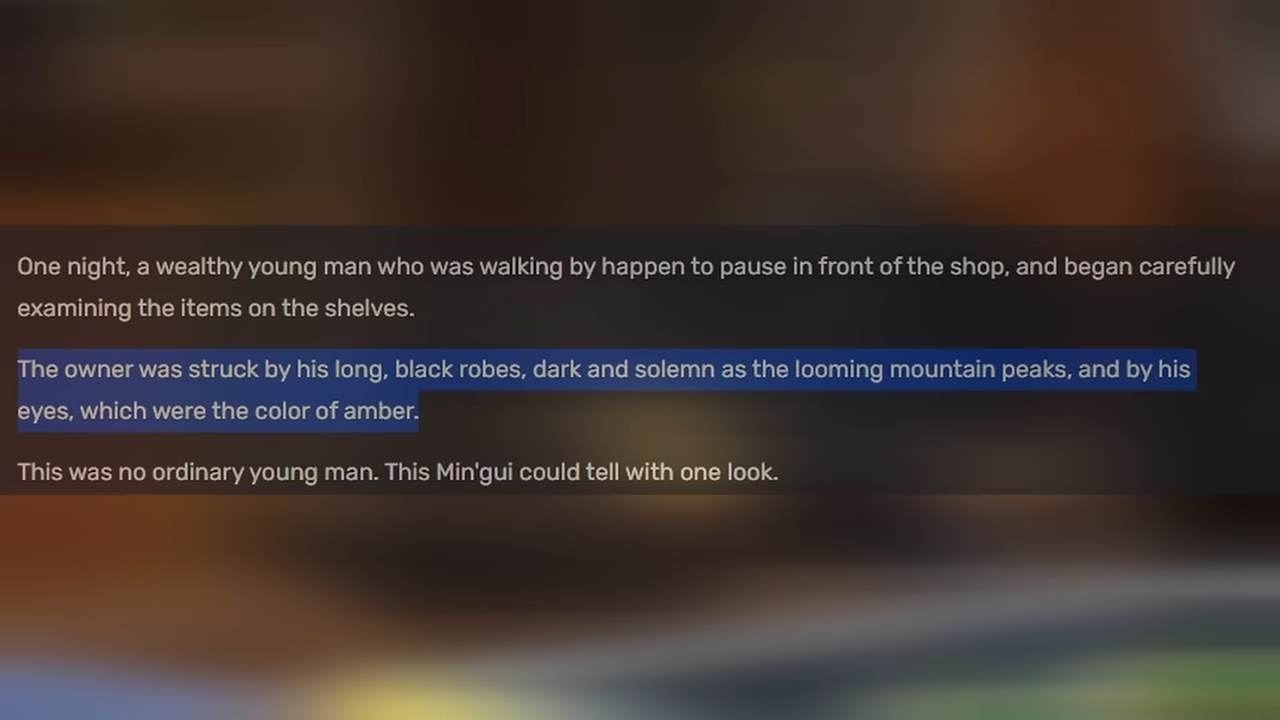 One night, a wealthy young man who was walking by happen to pause in front of the shop, and began carefully
examining the items on the shelves.
The owner was struck by his long, black robes, dark and solemn as the looming mountain peaks, and by his
eyes, which were the color of amber.
This was no ordinary young man. This Min'gui could tell with one look.